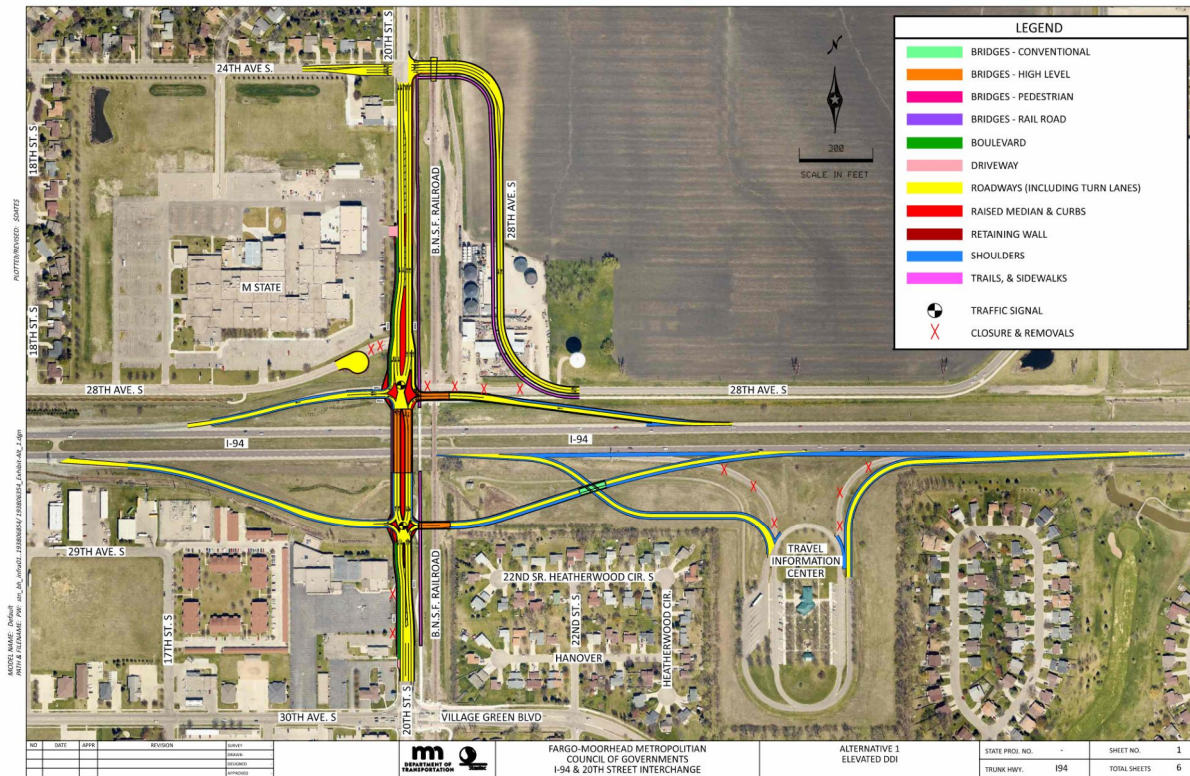 20TH ST. S
24TH AVE S.
18TH ST. S
B.N.S.F. RAILROAD
28TH AVE. S
M STATE
18TH ST. S
28TH AVE. S
28TH AVE. S
I-94
I-94
29TH AVE. S
17TH ST. S
B.N.S.F. RAILROAD
22ND SR. HEATHERWOOD CIR. S
22ND ST. S
HANOVER
HEATHERWOOD CIR.
TRAVEL
INFORMATION
CENTER
20TH ST. S
30TH AVE. S
VILLAGE GREEN BLVD
N
200
SCALE IN FEET
LEGEND
BRIDGES - CONVENTIONAL
BRIDGES - HIGH LEVEL
BRIDGES - PEDESTRIAN
BRIDGES - RAIL ROAD
BOULEVARD
DRIVEWAY
ROADWAYS (INCLUDING TURN LANES)
RAISED MEDIAN & CURBS
RETAINING WALL
SHOULDERS
TRAILS, & SIDEWALKS
TRAFFIC SIGNAL
CLOSURE & REMOVALS
PLOTTED/REVISED: SDATES
MODEL NAME: Default
PATH & FILENAME: PW:
NO DATE APPR REVISION
SURVEY
DRAWN
DESIGNED
APPROVED
DEPARTMENT OF
TRANSPORTATION
FARGO-MOORHEAD METROPOLITIAN
COUNCIL OF GOVERNMENTS
I-94 & 20TH STREET INTERCHANGE
ALTERNATIVE 1
ELEVATED DDI
STATE PROJ. NO. -
TRUNK HWY. I94
SHEET NO. 1
TOTAL SHEETS 6